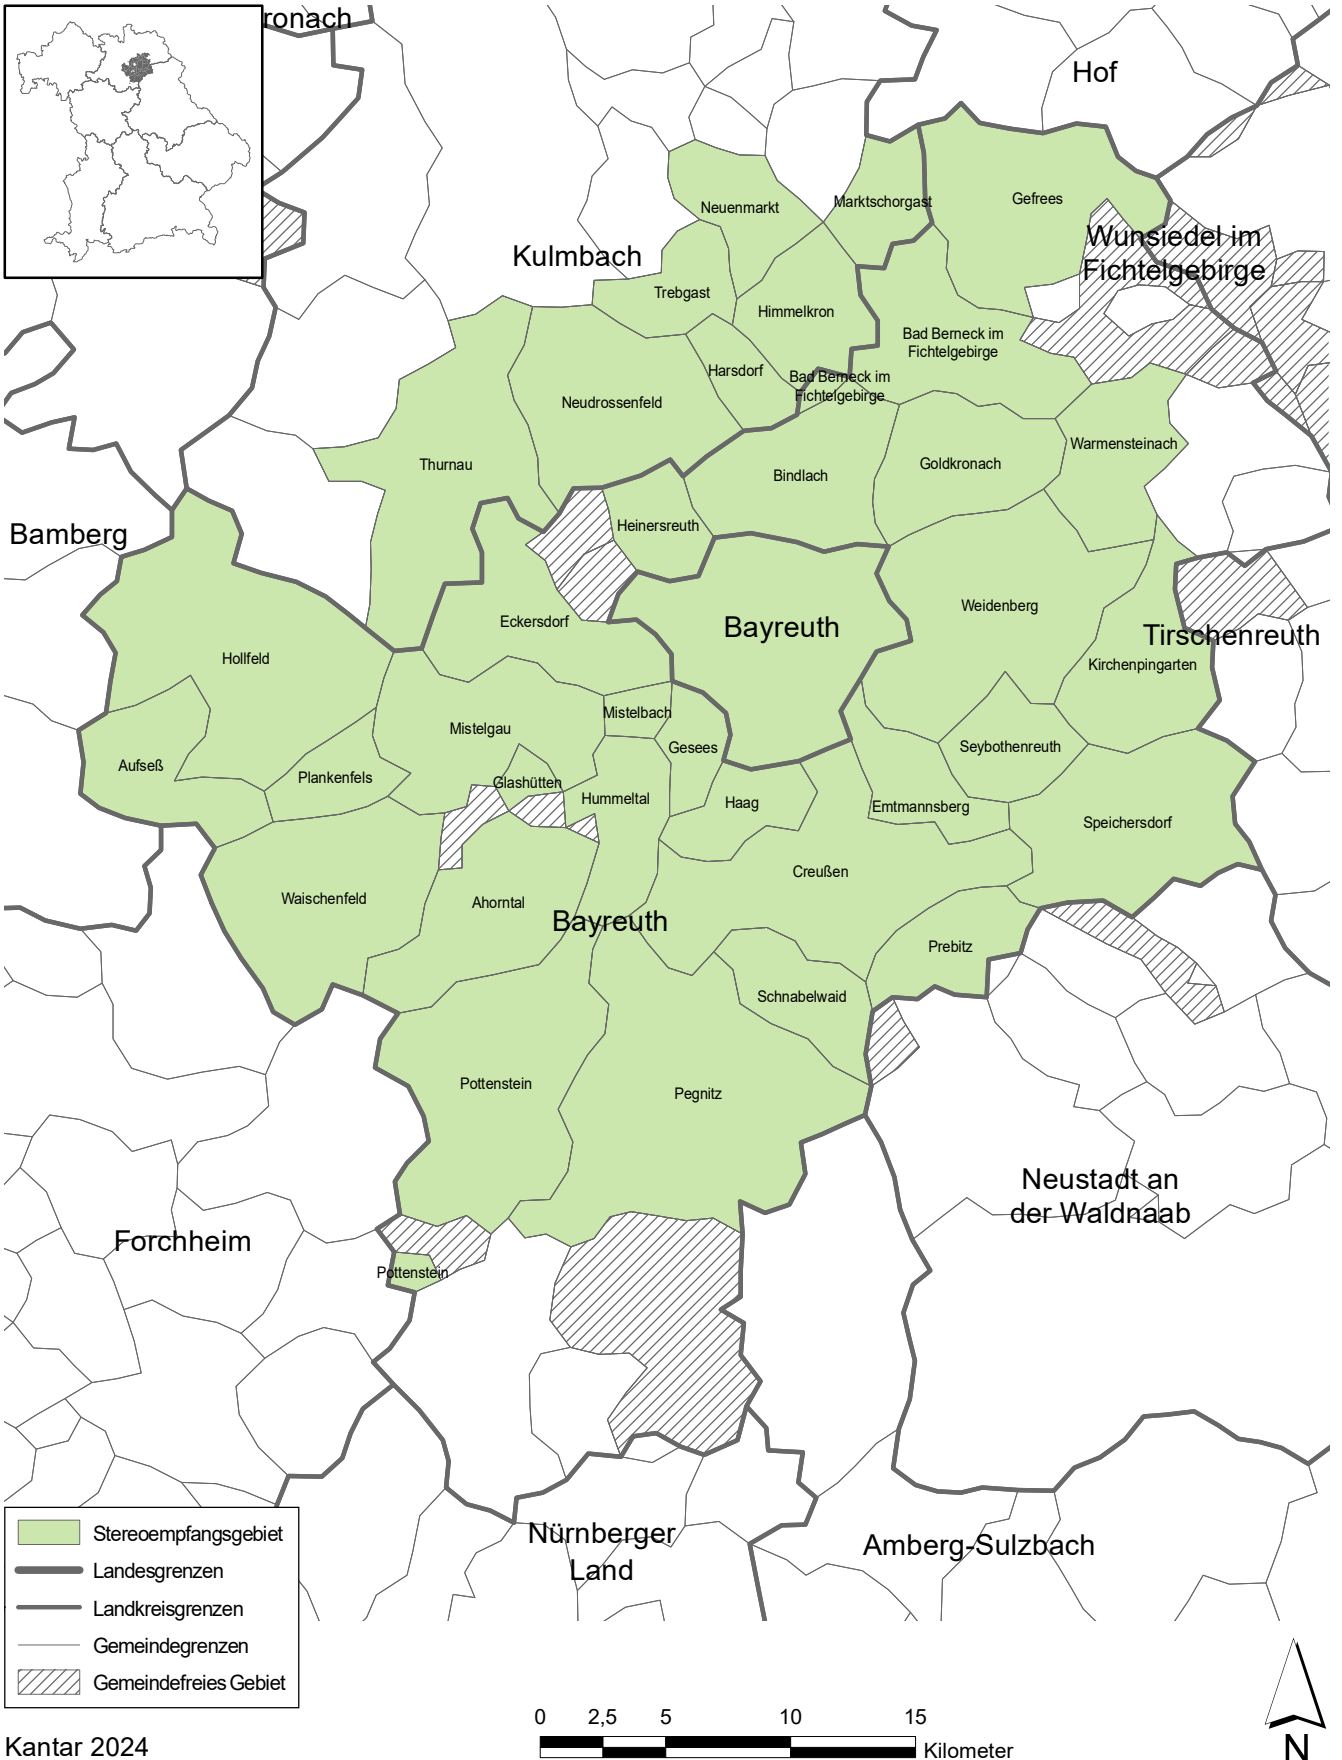 ronach
Hof
Neuenmarkt
Marktschorgast
Gefrees
Kulmbach
Wunsiedel im
Fichtelgebirge
Trebgast
Himmelkron
Bad Berneck im
Fichtelgebirge
Harsdorf
Bad Berneck im
Fichtelgebirge
Neudrossenfeld
Thurnau
Bindlach
Goldkronach
Warmensteinach
Bamberg
Heinersreuth
Eckersdorf
Bayreuth
Weidenberg
Tirschenreuth
Hollfeld
Kirchenpingarten
Mistelbach
Mistelgau
Gesees
Seybothenreuth
Aufseß
Plankenfels
Glashütten
Hummeltal
Haag
Emtmannsberg
Speichersdorf
Creußen
Waischenfeld
Ahorntal
Bayreuth
Prebitz
Schnabelwaid
Pottenstein
Pegnitz
Neustadt an
der Waldnaab
Forchheim
Pottenstein
Nürnberger
Land
Amberg-Sulzbach
Stereoempfangsgebiet
Landesgrenzen
Landkreisgrenzen
Gemeindegrenzen
Gemeindefreies Gebiet
Kantar 2024
0 2,5 5 10 15
Kilometer
N